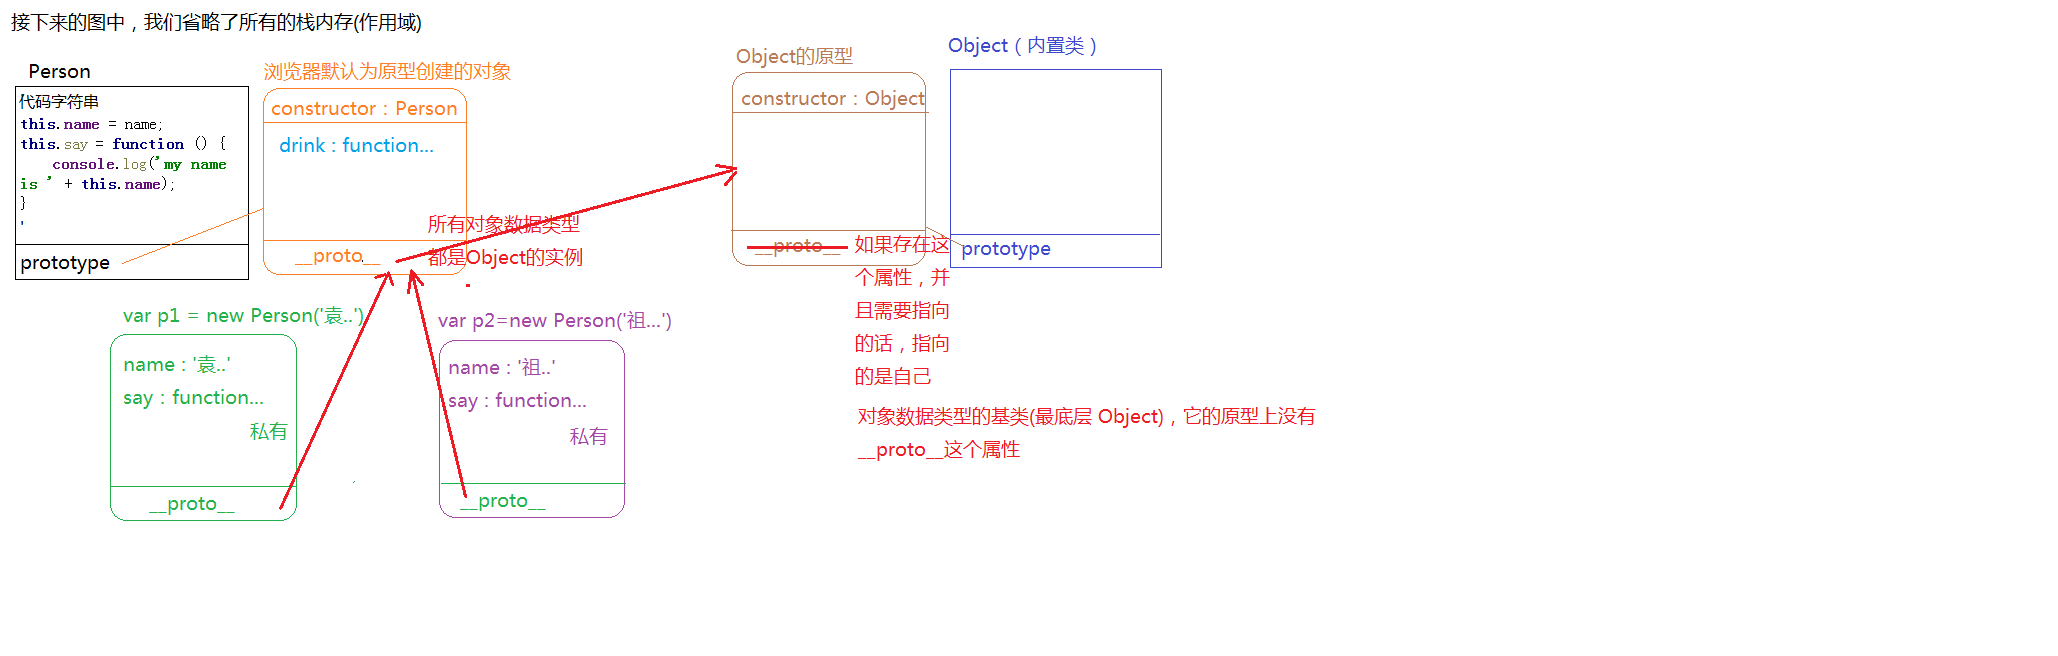 接下来的图中，我们省略了所有的栈内存(作用域)
Person
代码字符串
'
this.name = name;
this.say = function () {
console.log('my name
is ' + this.name);
}
'
prototype
浏览器默认为原型创建的对象
constructor：Person
drink：function...
__proto__
所有对象数据类型
都是Object的实例
Object的原型
constructor：Object
__proto__
如果存在这
个属性，并
且需要指向
的话，指向
的是自己
Object（内置类）
prototype
对象数据类型的基类(最底层 Object)，它的原型上没有
__proto__这个属性
var p1 = new Person('袁..')
name：'袁..'
say：function...
私有
__proto__
var p2=new Person('祖...')
name：'祖..'
say：function...
私有
__proto__